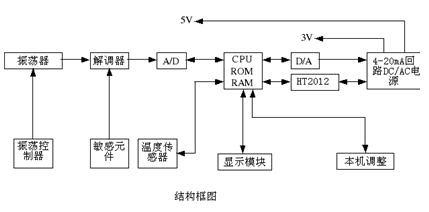 5V
3V
振荡器
解调器
A/D
CPU
ROM
RAM
D/A
HT2012
4-20mA回
路DC/AC电
源
振荡控
制器
敏感元
件
温度传
感器
显示模块
本机调整
结构框图